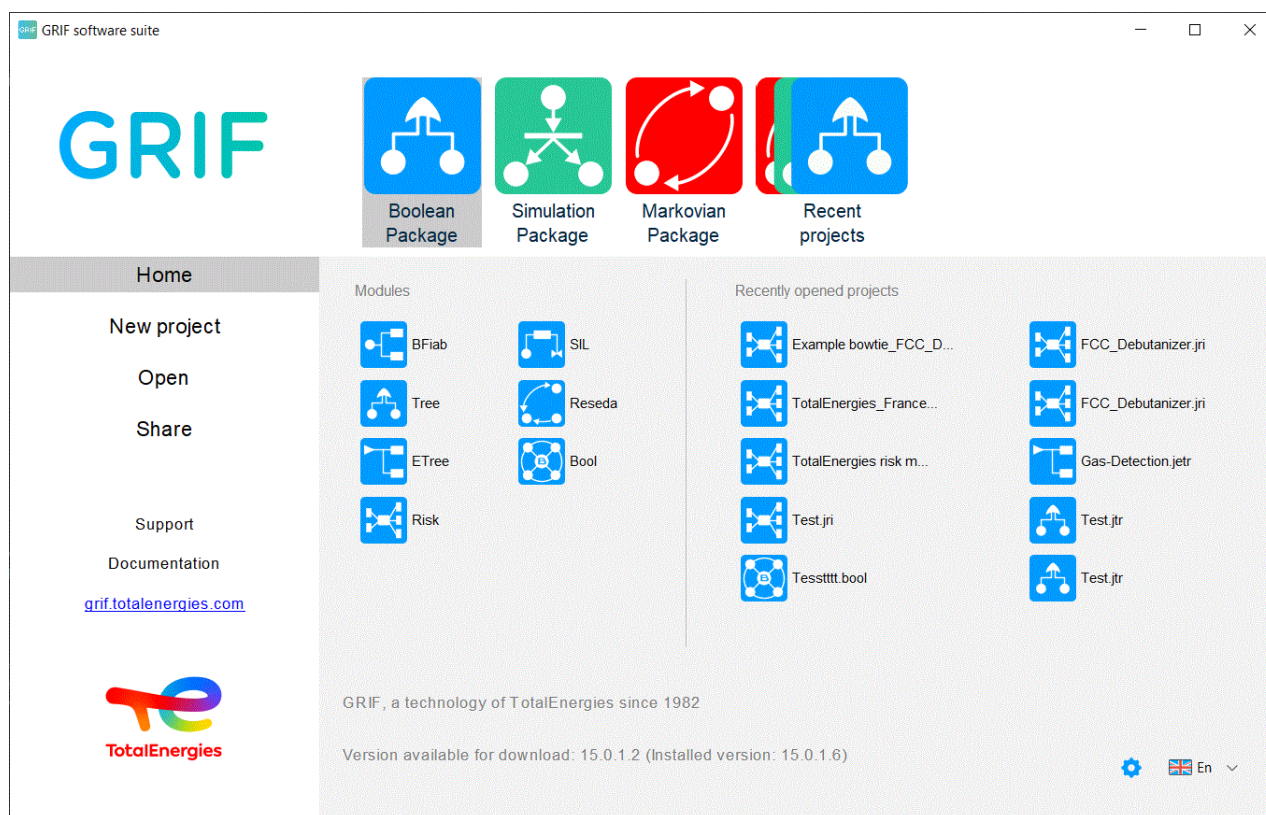 GRIF software suite
GRIF
Boolean
Package
Simulation
Package
Markovian
Package
Recent
projects
Home
New project
Open
Share
Support
Documentation
grif.totalenergies.com
TotalEnergies
Modules
BFiab
SIL
Tree
Reseda
ETree
Bool
Risk
Recently opened projects
Example bowtie_FCC_D...
FCC_Debutanizer.jri
TotalEnergies_France...
FCC_Debutanizer.jri
TotalEnergies risk m...
Gas-Detection.jetr
Test.jri
Test.jtr
Tesstttt.bool
Test.jtr
GRIF, a technology of TotalEnergies since 1982
Version available for download: 15.0.1.2 (Installed version: 15.0.1.6)
En